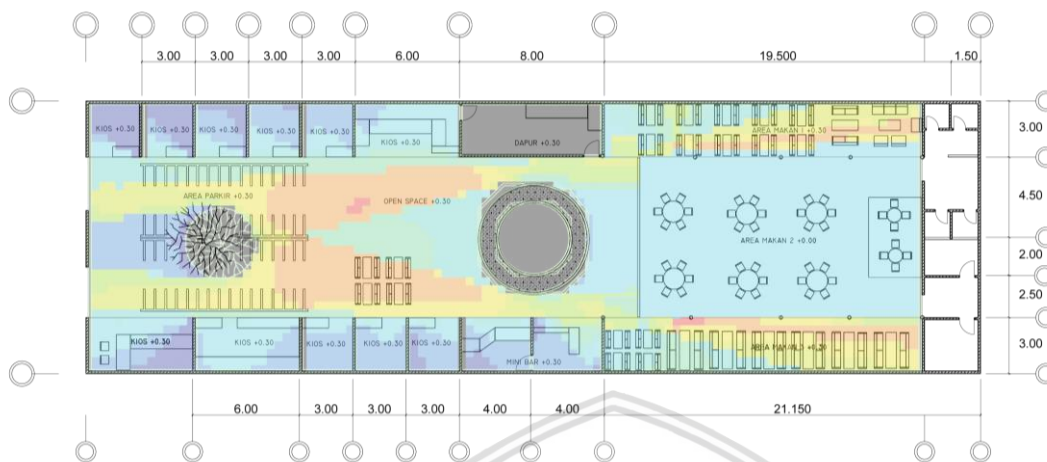 3.00 3.00 3.00 3.00 6.00 8.00 19.500 1.50
KIOS +0.30 KIOS +0.30 KIOS +0.30 KIOS +0.30 KIOS +0.30 KIOS +0.30 DAPUR +0.30 AREA MAKAN 1 +0.30
3.00
AREA PARKIR +0.30 OPEN SPACE +0.30
4.50
AREA MAKAN 2 +0.00
2.00
2.50
KIOS +0.30 KIOS +0.30 KIOS +0.30 KIOS +0.30 KIOS +0.30 MINI BAR +0.30 AREA MAKAN 3 +0.30
3.00
6.00 3.00 3.00 3.00 4.00 4.00 21.150